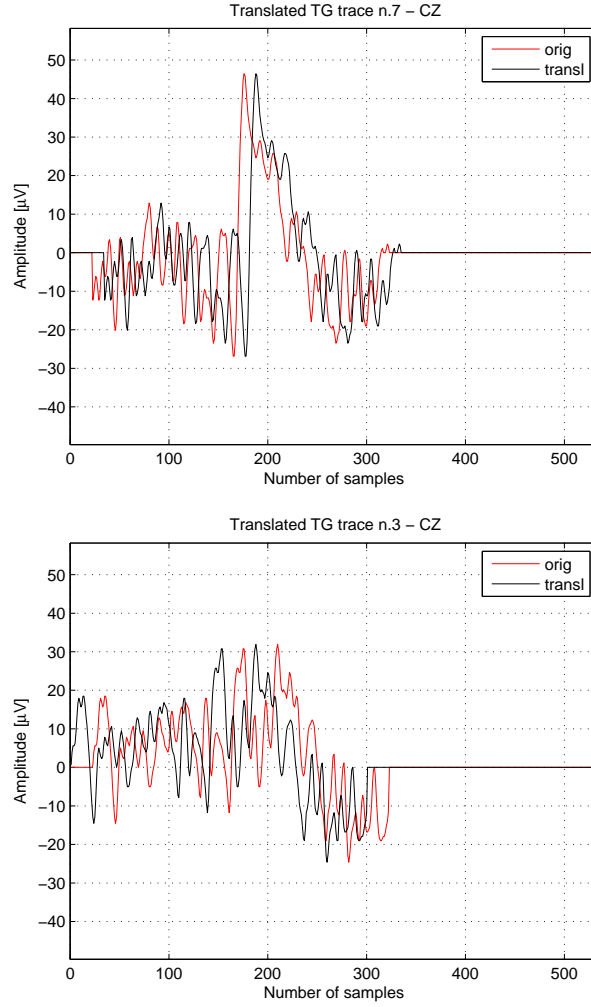 Translated TG trace n.7 − CZ
orig
transl
Amplitude [μV]
50
40
30
20
10
0
−10
−20
−30
−40
0 100 200 300 400 500
Number of samples
Translated TG trace n.3 − CZ
orig
transl
Amplitude [μV]
50
40
30
20
10
0
−10
−20
−30
−40
0 100 200 300 400 500
Number of samples